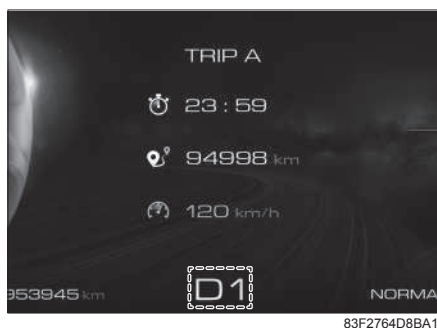 TRIP A
23 : 59
94998 km
120 km/h
953945 km
D1
NORMA
83F2764D8BA1